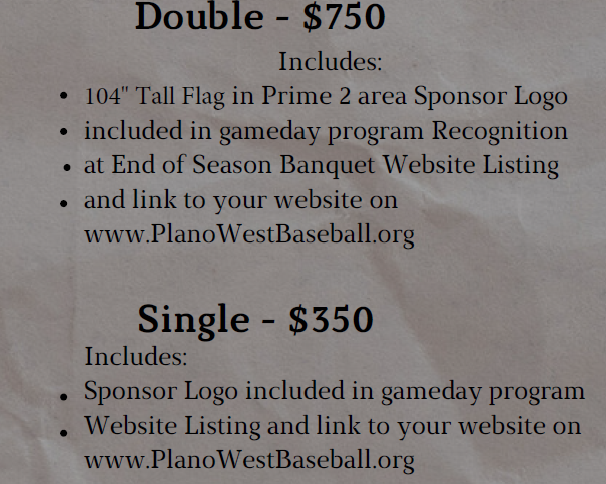 Double - $750
Includes:
• 104" Tall Flag in Prime 2 area Sponsor Logo
• included in gameday program Recognition
• at End of Season Banquet Website Listing
• and link to your website on
www.PlanoWestBaseball.org
Single - $350
Includes:
• Sponsor Logo included in gameday program
• Website Listing and link to your website on
www.PlanoWestBaseball.org